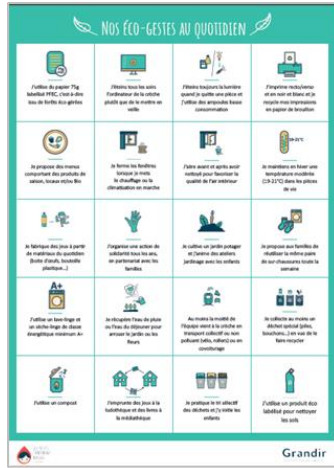 NOS ÉCO-GESTES AU QUOTIDIEN
J'utilise du papier 75g
labellisé PEFC, c'est-à-dire
issu de forêts éco-gérées
J'éteins tous les soirs
l'ordinateur de la crèche
plutôt que de le mettre en
veille
J'éteins toujours la lumière
quand je quitte une pièce et
j'utilise des ampoules basse
consommation
J'imprime recto/verso
et en noir et blanc et je
recycle mes impressions
en papier de brouillon
19-21°C
Je propose des menus
comportant des produits de
saison, locaux et/ou Bio
Je ferme les fenêtres
lorsque je mets
le chauffage ou la
climatisation en marche
J'aère avant et après avoir
nettoyé pour favoriser la
qualité de l'air intérieur
Je maintiens en hiver une
température modérée
(19-21°C) dans les pièces
de vie
Je fabrique des jeux à partir
de matériaux du quotidien
(boite d'œufs, bouteille
plastique...)
J'organise une action de
solidarité tous les ans,
en partenariat avec les
familles
Je cultive un jardin potager
et j'anime des ateliers
jardinage avec les enfants
Je propose aux familles de
réutiliser la même paire
de sur-chaussures toute la
semaine
A+
J'utilise un lave-linge et
un sèche-linge de classe
énergétique minimum A+
Je récupère l'eau de pluie
ou l'eau du déjeuner pour
arroser le jardin ou les
fleurs
Au moins la moitié de
l'équipe vient à la crèche en
transport collectif ou non
polluant (vélo, rollers) ou en
covoiturage
Je collecte au moins un
déchet spécial (piles,
bouchons...) en vue de le
faire recycler
J'utilise un compost
J'emprunte des jeux à la
ludothèque et des livres à
la médiathèque
Je pratique le tri sélectif
des déchets et j'y initie les
enfants
J'utilise un produit éco
labellisé pour nettoyer
les sols
Grandir